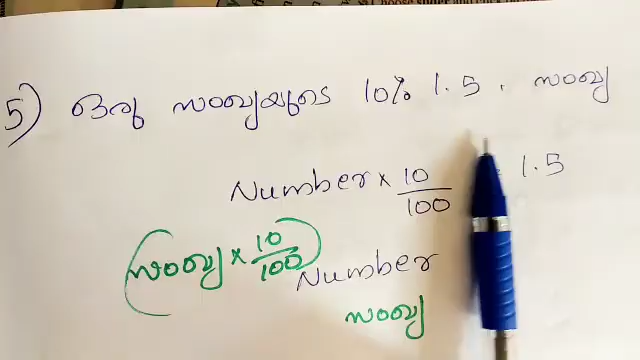 5) ഒരു സംഖ്യയുടെ 10% 1.5 . സംഖ്യ
Number × 10/100 = 1.5
(സംഖ്യ × 10/100) Number
സംഖ്യ